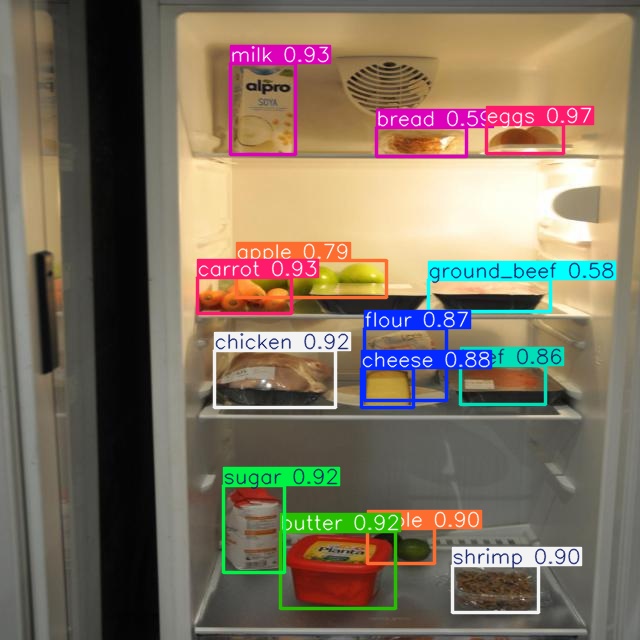 milk 0.93
alpro
SOYA
bread 0.59
eggs 0.97
apple 0.79
carrot 0.93
ground_beef 0.58
flour 0.87
chicken 0.92
cheese 0.88
ef 0.86
sugar 0.92
butter 0.92
ple 0.90
Planta
shrimp 0.90